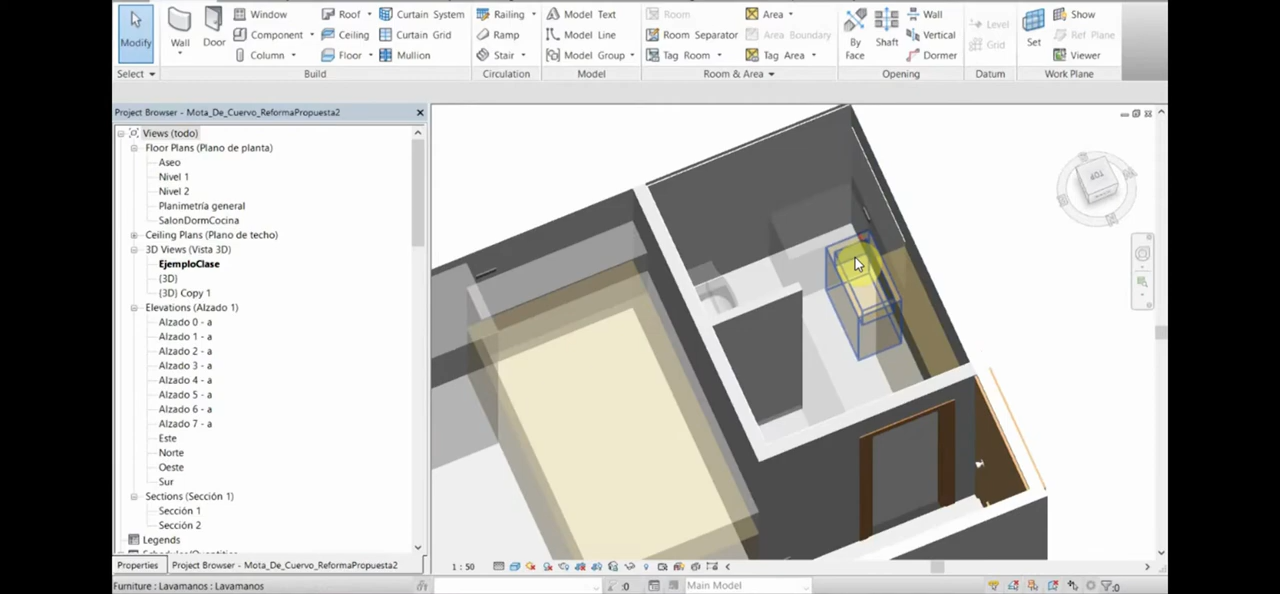 Window Roof Curtain System Railing Model Text Room Area Wall Level Show
Modify Wall Door Component Ceiling Curtain Grid Ramp Model Line Room Separator Area Boundary By Face Shaft Vertical Grid Set Ref Plane
Column Floor Mullion Stair Model Group Tag Room Tag Area Dormer Viewer
Select Build Circulation Model Room & Area Opening Datum Work Plane
Project Browser - Mota_De_Cuervo_ReformaPropuesta2
Views (todo)
Floor Plans (Plano de planta)
Aseo
Nivel 1
Nivel 2
Planimetría general
SalonDormCocina
Ceiling Plans (Plano de techo)
3D Views (Vista 3D)
EjemploClase
{3D}
{3D} Copy 1
Elevations (Alzado 1)
Alzado 0 - a
Alzado 1 - a
Alzado 2 - a
Alzado 3 - a
Alzado 4 - a
Alzado 5 - a
Alzado 6 - a
Alzado 7 - a
Este
Norte
Oeste
Sur
Sections (Sección 1)
Sección 1
Sección 2
Legends
TOP
Properties Project Browser - Mota_De_Cuervo_ReformaPropuesta2 1 : 50
Furniture : Lavamanos : Lavamanos :0 Main Model :0